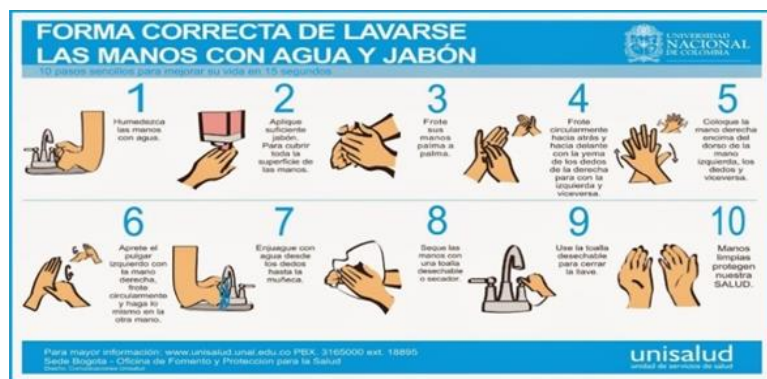 FORMA CORRECTA DE LAVARSE
LAS MANOS CON AGUA Y JABÓN
10 pasos sencillos para mejorar su vida en 15 segundos
UNIVERSIDAD
NACIONAL
DE COLOMBIA
1
Humedezca
las manos
con agua.
2
Aplique
suficiente
jabón.
Para cubrir
toda la
superficie de
las manos.
3
Frote
sus
manos
palma a
palma.
4
Frote
circularmente
hacia atrás y
hacia delante
con la yema
de los dedos
de la derecha
para con la
izquierda y
viceversa.
5
Coloque la
mano derecha
encima del
dorso de la
mano
izquierda, los
dedos y
viceversa.
6
Aprete el
pulgar
izquierdo con
la mano
derecha,
frote
circularmente
y haga lo
mismo en la
otra mano.
7
Enjuague con
agua desde
los dedos
hasta la
muñeca.
8
Seque las
manos con
una toalla
desechable
o secador.
9
Use la toalla
desechable
para cerrar
la llave.
10
Manos
limpias
protegen
nuestra
SALUD.
Para mayor información: www.unisalud.unal.edu.co PBX. 3165000 ext. 18895
Sede Bogota - Oficina de Fomento y Proteccion para la Salud
Diseño: Comunicaciones Unisalud
unisalud
unidad de servicios de salud